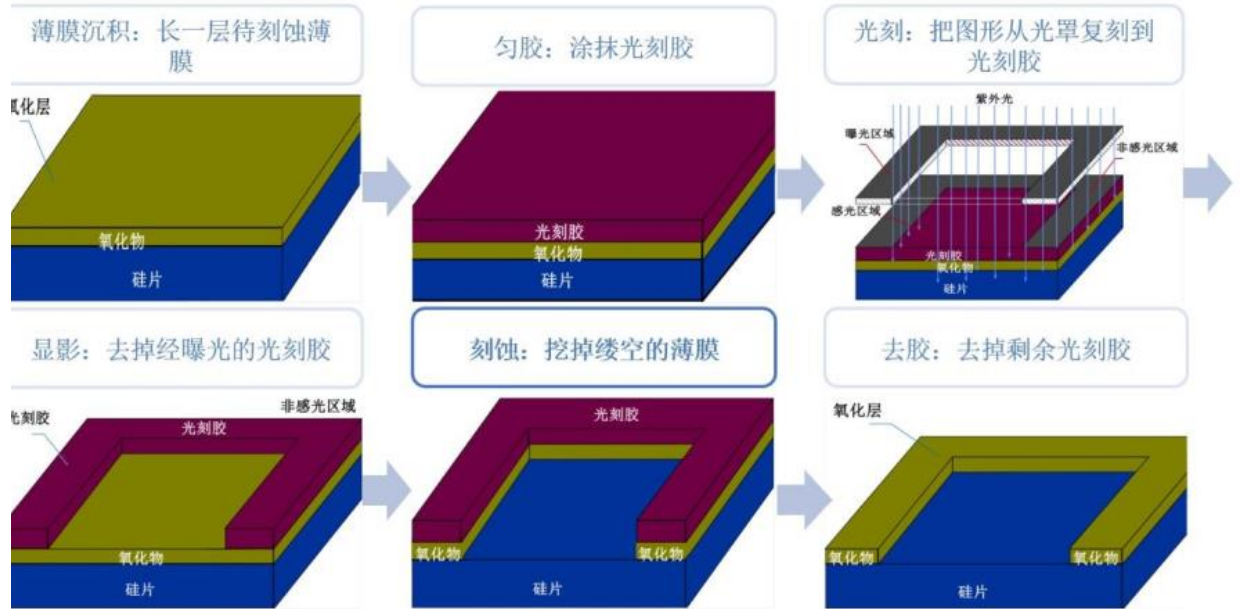 薄膜沉积：长一层待刻蚀薄
膜
匀胶：涂抹光刻胶
光刻：把图形从光罩复刻到
光刻胶
氧化层
氧化物
硅片
光刻胶
氧化物
硅片
紫外光
曝光区域
非感光区域
感光区域
光刻胶
氧化物
硅片
显影：去掉经曝光的光刻胶
刻蚀：挖掉缕空的薄膜
去胶：去掉剩余光刻胶
光刻胶
非感光区域
光刻胶
氧化物
硅片
光刻胶
氧化物
氧化物
氧化层
氧化物
氧化物
硅片